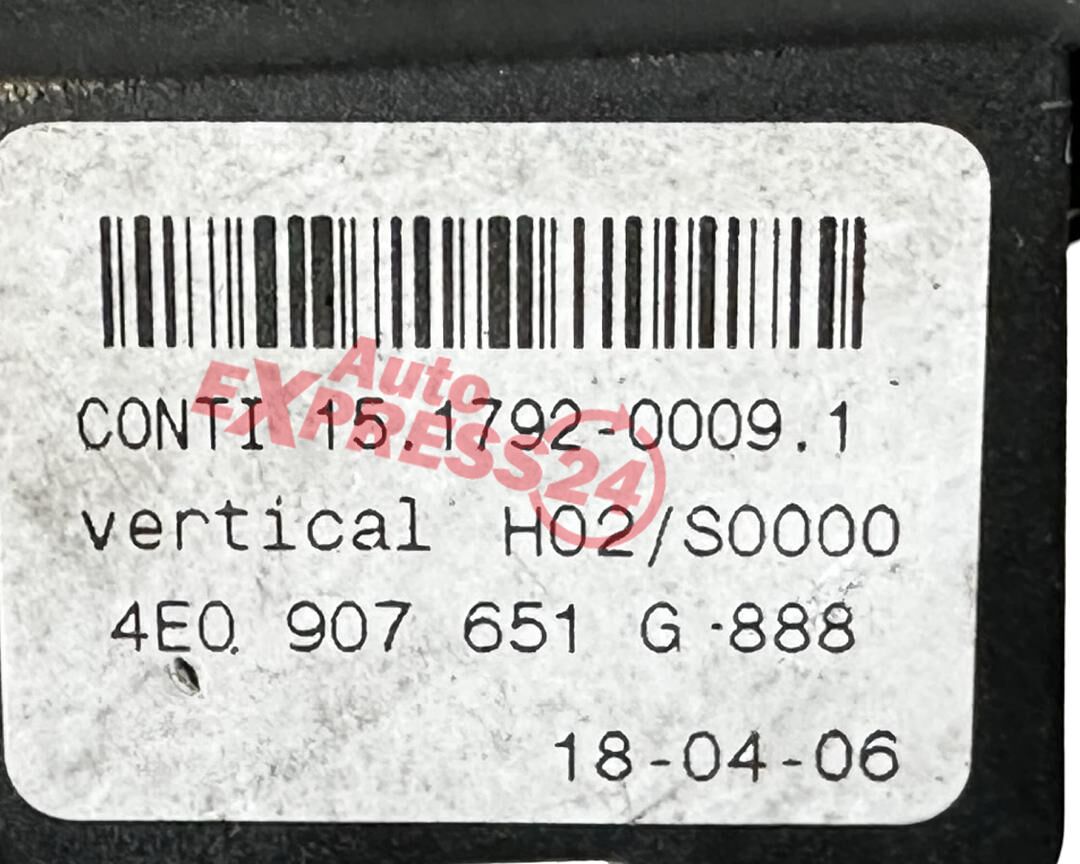 Auto
EXPRESS24
CONTI 15.1792-0009.1
vertical H02/S0000
4E0 907 651 G 888
18-04-06